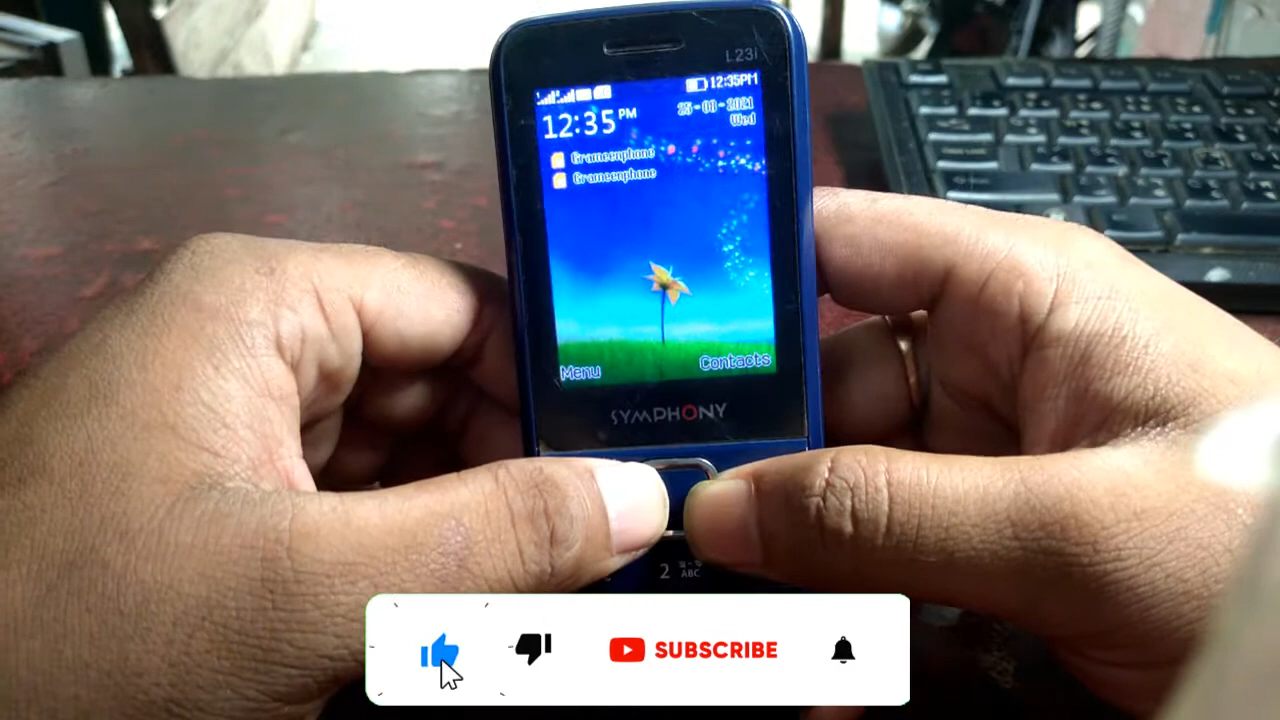 L23i
12:35PM
12:35 PM
Wed
Grameenphone
Grameenphone
Menu
Contacts
SYMPHONY
2
ABC
SUBSCRIBE